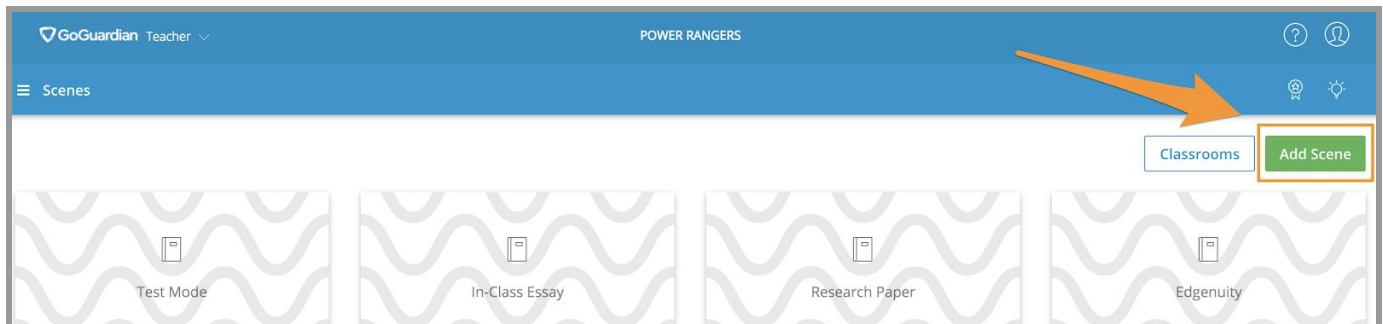 GoGuardian Teacher
POWER RANGERS
?
Scenes
Classrooms
Add Scene
Test Mode
In-Class Essay
Research Paper
Edgenuity